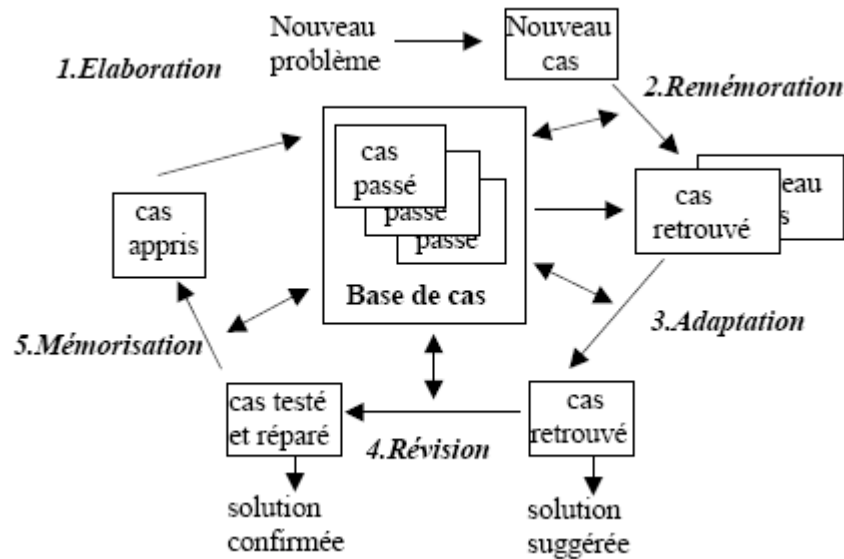 Nouveau
problème
Nouveau
cas
1.Elaboration
2.Remémoration
cas
passé
passé
passé
cas
retrouvé
eau
s
cas
appris
Base de cas
3.Adaptation
5.Mémorisation
cas testé
et réparé
4.Révision
cas
retrouvé
solution
confirmée
solution
suggérée